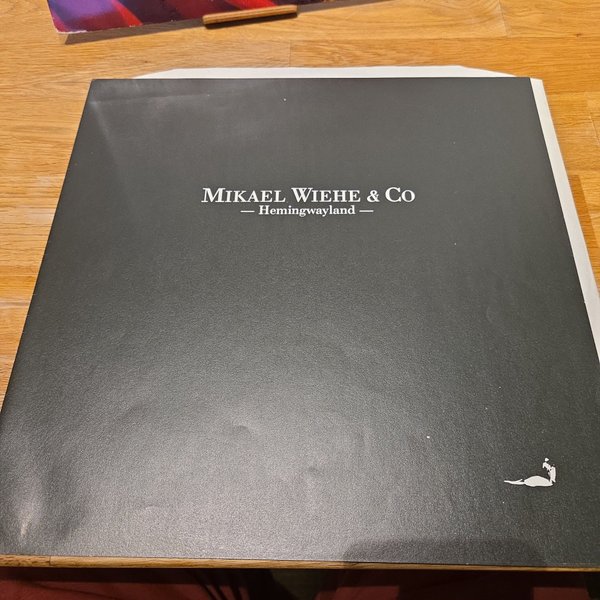 MIKAEL WIEHE & CO
— Hemingwayland —